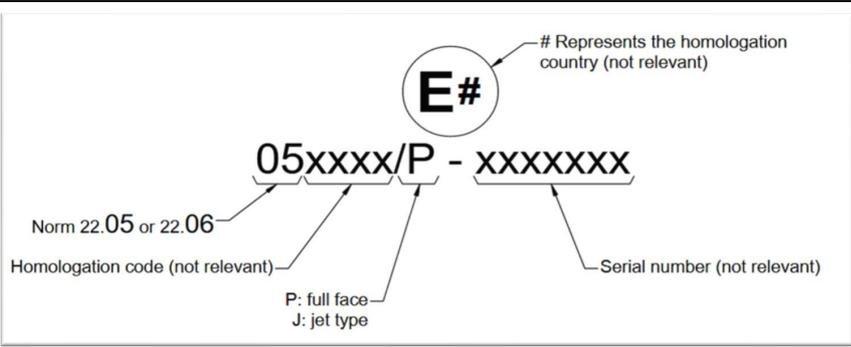 # Represents the homologation
country (not relevant)
E#
05xxxx/P - xxxxxxx
Norm 22.05 or 22.06
Homologation code (not relevant)
Serial number (not relevant)
P: full face
J: jet type